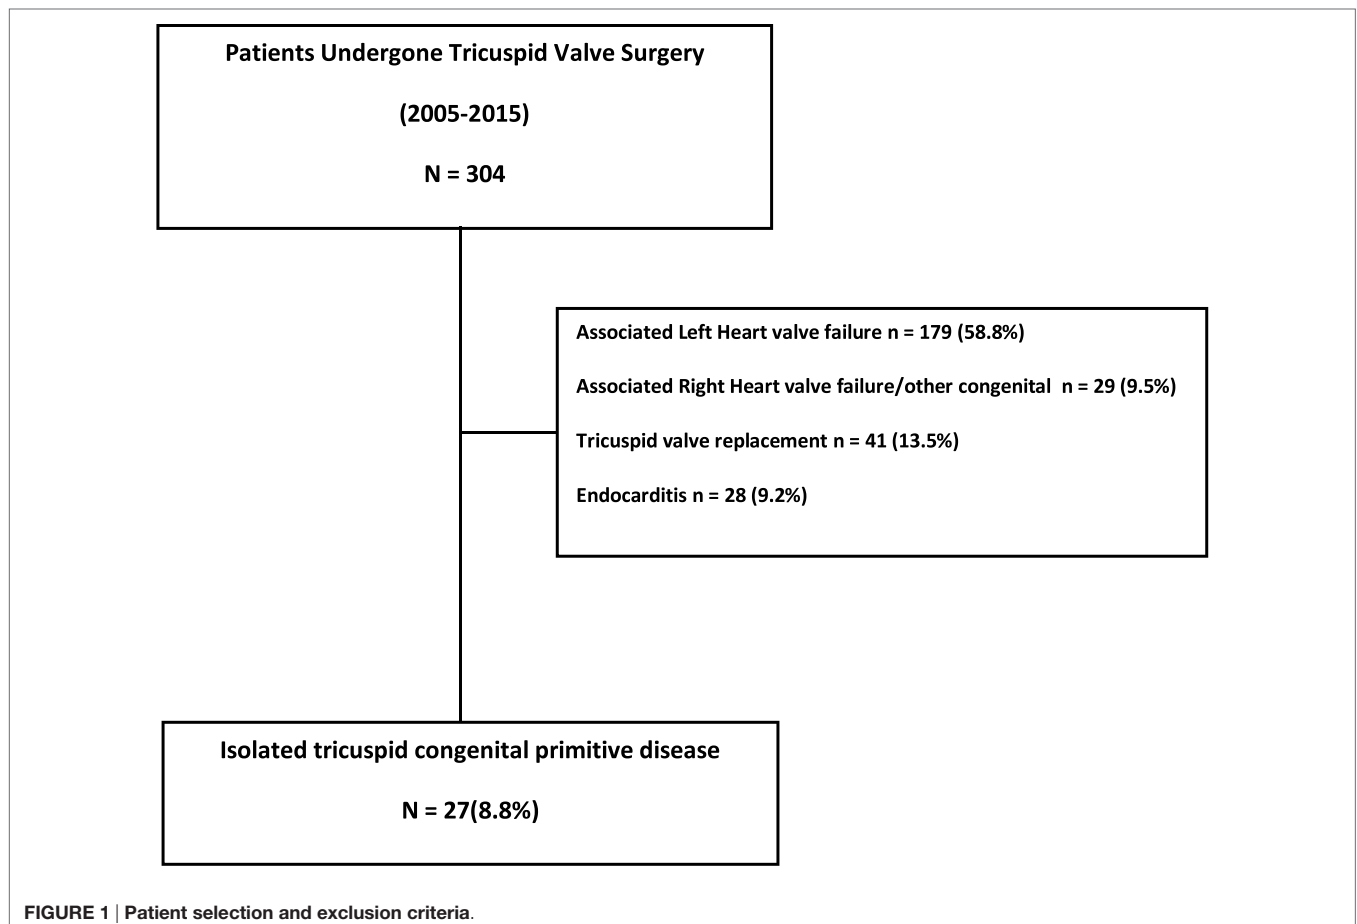 Patients Undergone Tricuspid Valve Surgery
(2005-2015)
N = 304
Associated Left Heart valve failure n = 179 (58.8%)
Associated Right Heart valve failure/other congenital  n = 29 (9.5%)
Tricuspid valve replacement n = 41 (13.5%)
Endocarditis n = 28 (9.2%)
Isolated tricuspid congenital primitive disease
N = 27(8.8%)
FIGURE 1 | Patient selection and exclusion criteria.